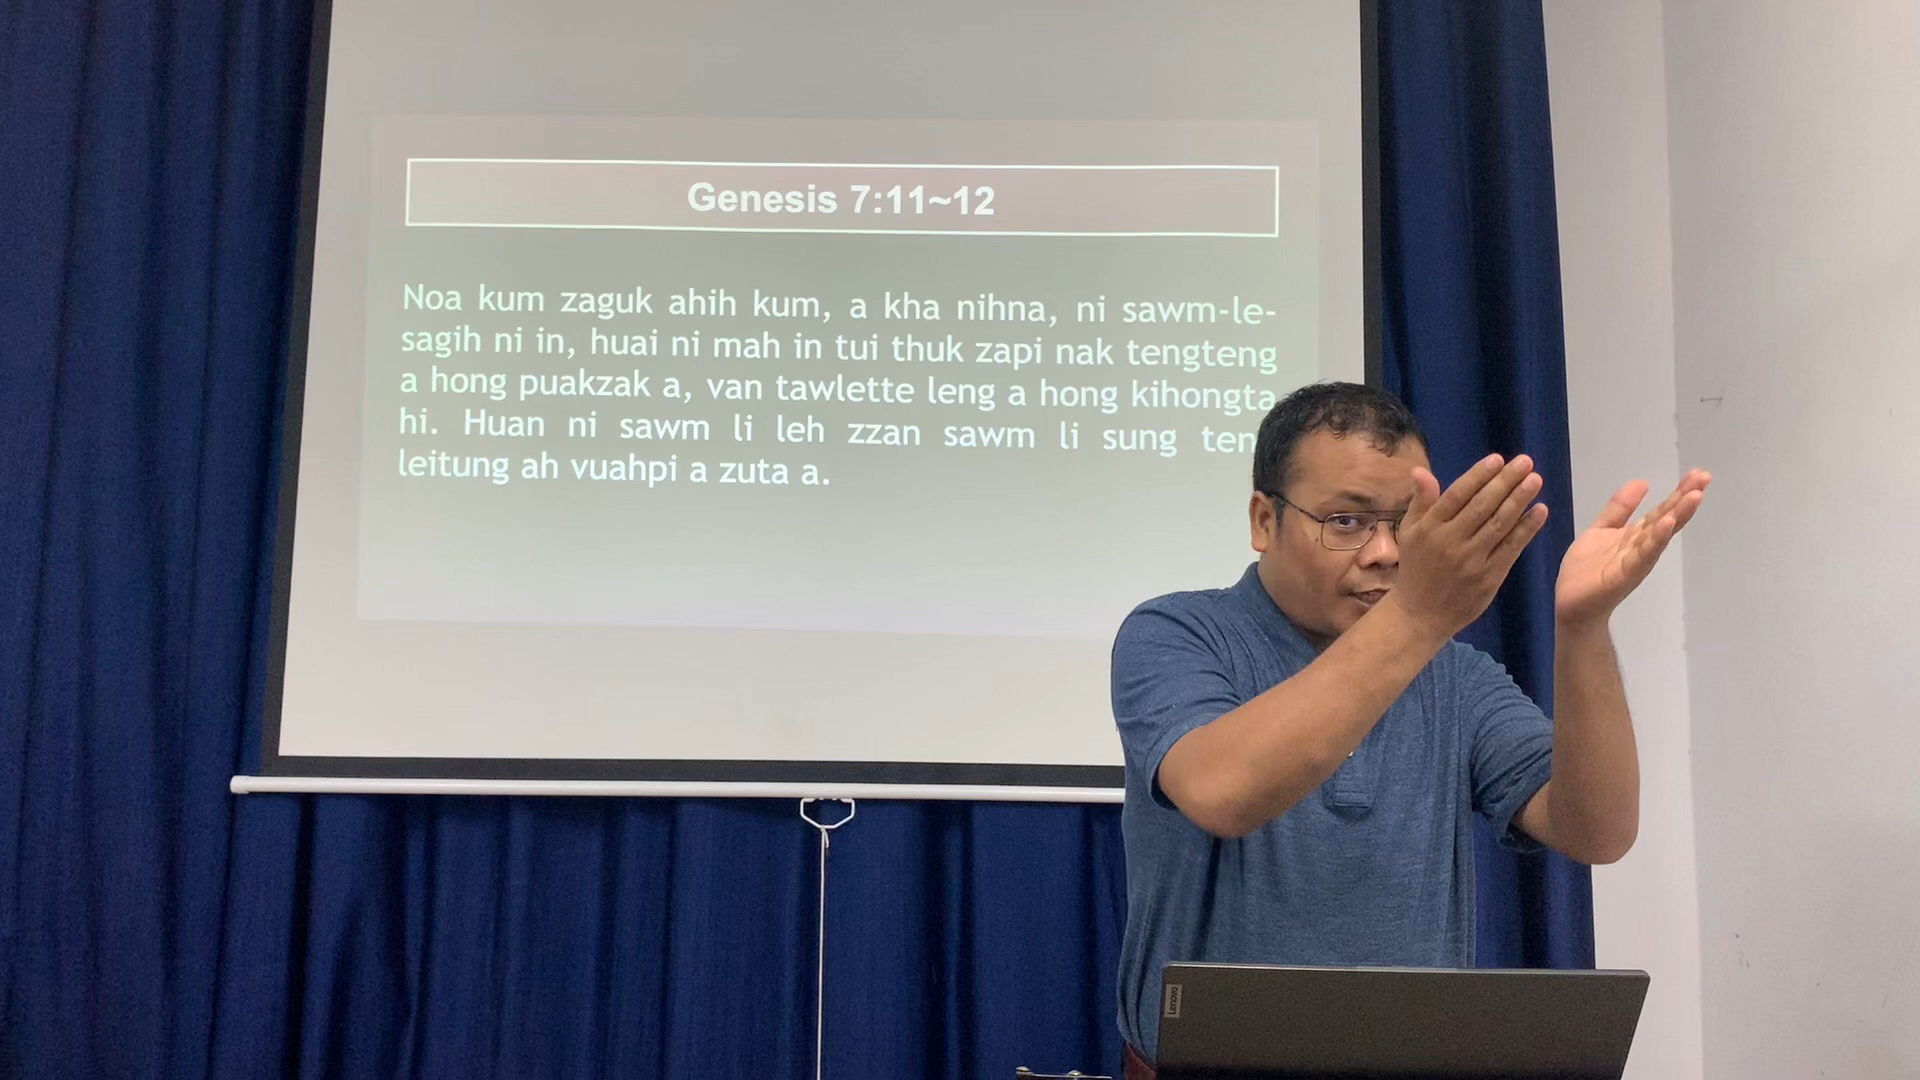 Genesis 7:11~12
Noa kum zaguk ahih kum, a kha nihna, ni sawm-le-
sagih ni in, huai ni mah in tui thuk zapi nak tengteng
a hong puakzak a, van tawlette leng a hong kihongta
hi. Huan ni sawm li leh zzan sawm li sung
leitung ah vuahpi a zuta a.
Lenovo